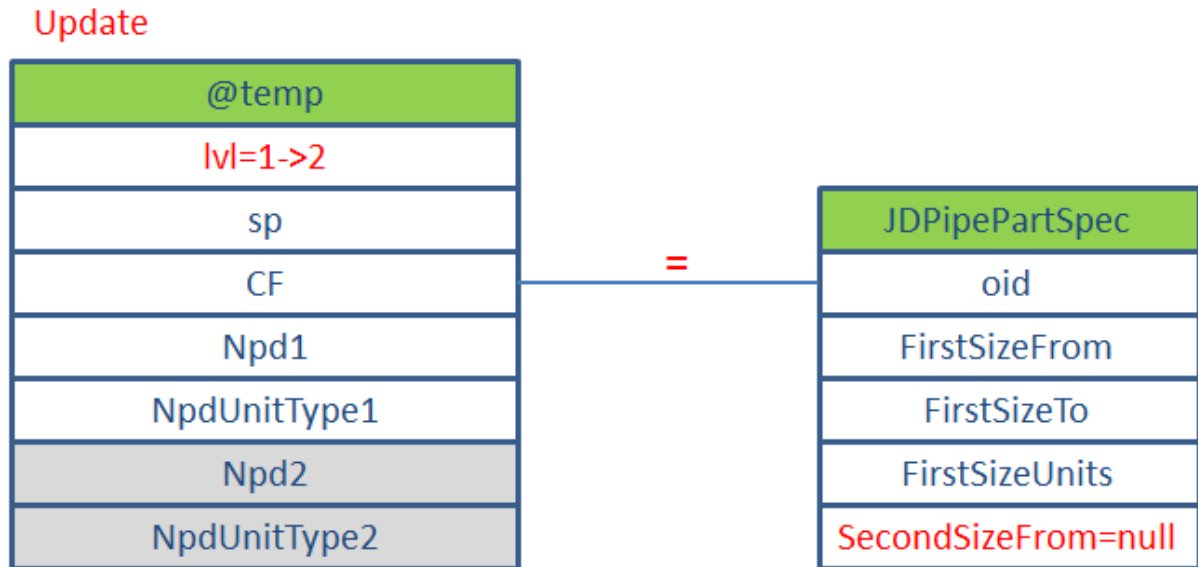 Update
@temp
lvl=1->2
sp
CF
Npd1
NpdUnitType1
Npd2
NpdUnitType2
=
JDPipePartSpec
oid
FirstSizeFrom
FirstSizeTo
FirstSizeUnits
SecondSizeFrom=null